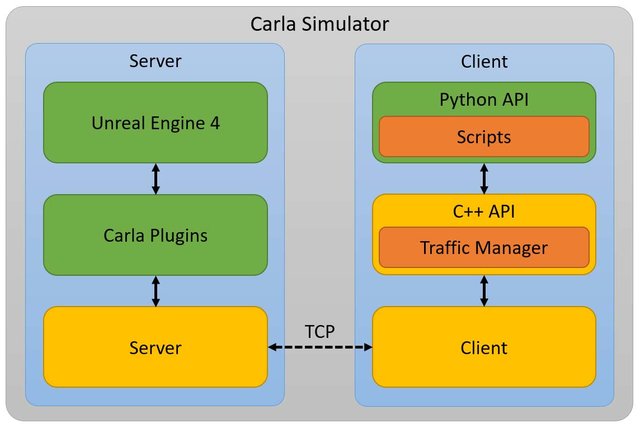 Carla Simulator
Server
Unreal Engine 4
Carla Plugins
Server
TCP
Client
Python API
Scripts
C++ API
Traffic Manager
Client